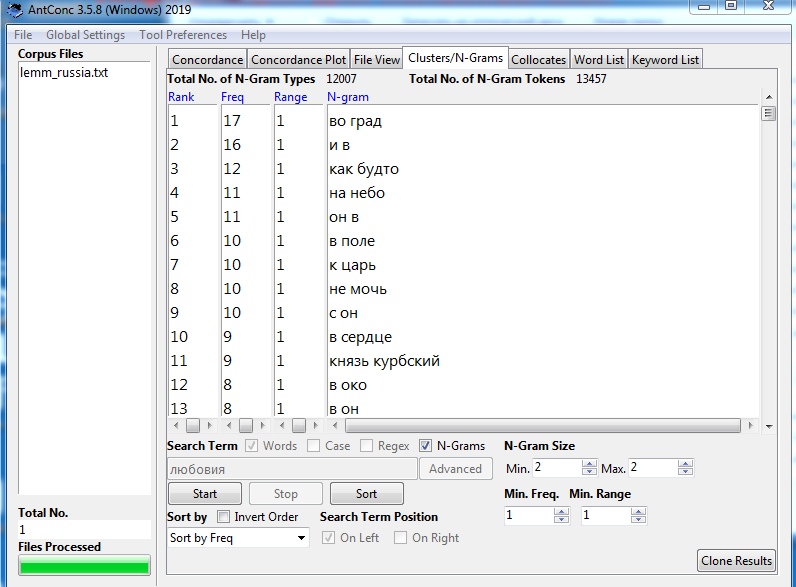 AntConc 3.5.8 (Windows) 2019
File Global Settings Tool Preferences Help
Corpus Files
lemm_russia.txt
Concordance Concordance Plot File View Clusters/N-Grams Collocates Word List Keyword List
Total No. of N-Gram Types 12007 Total No. of N-Gram Tokens 13457
Rank Freq Range N-gram
1 17 1 во град
2 16 1 и в
3 12 1 как будто
4 11 1 на небо
5 11 1 он в
6 10 1 в поле
7 10 1 к царь
8 10 1 не мочь
9 10 1 с он
10 9 1 в сердце
11 9 1 князь курбский
12 8 1 в око
13 8 1 в он
Search Term Words Case Regex N-Grams N-Gram Size
любовия Advanced Min. 2 Max. 2
Start Stop Sort Min. Freq. Min. Range
Total No.
1
1 1
Sort by Invert Order Search Term Position
Sort by Freq On Left On Right
Files Processed
Clone Results